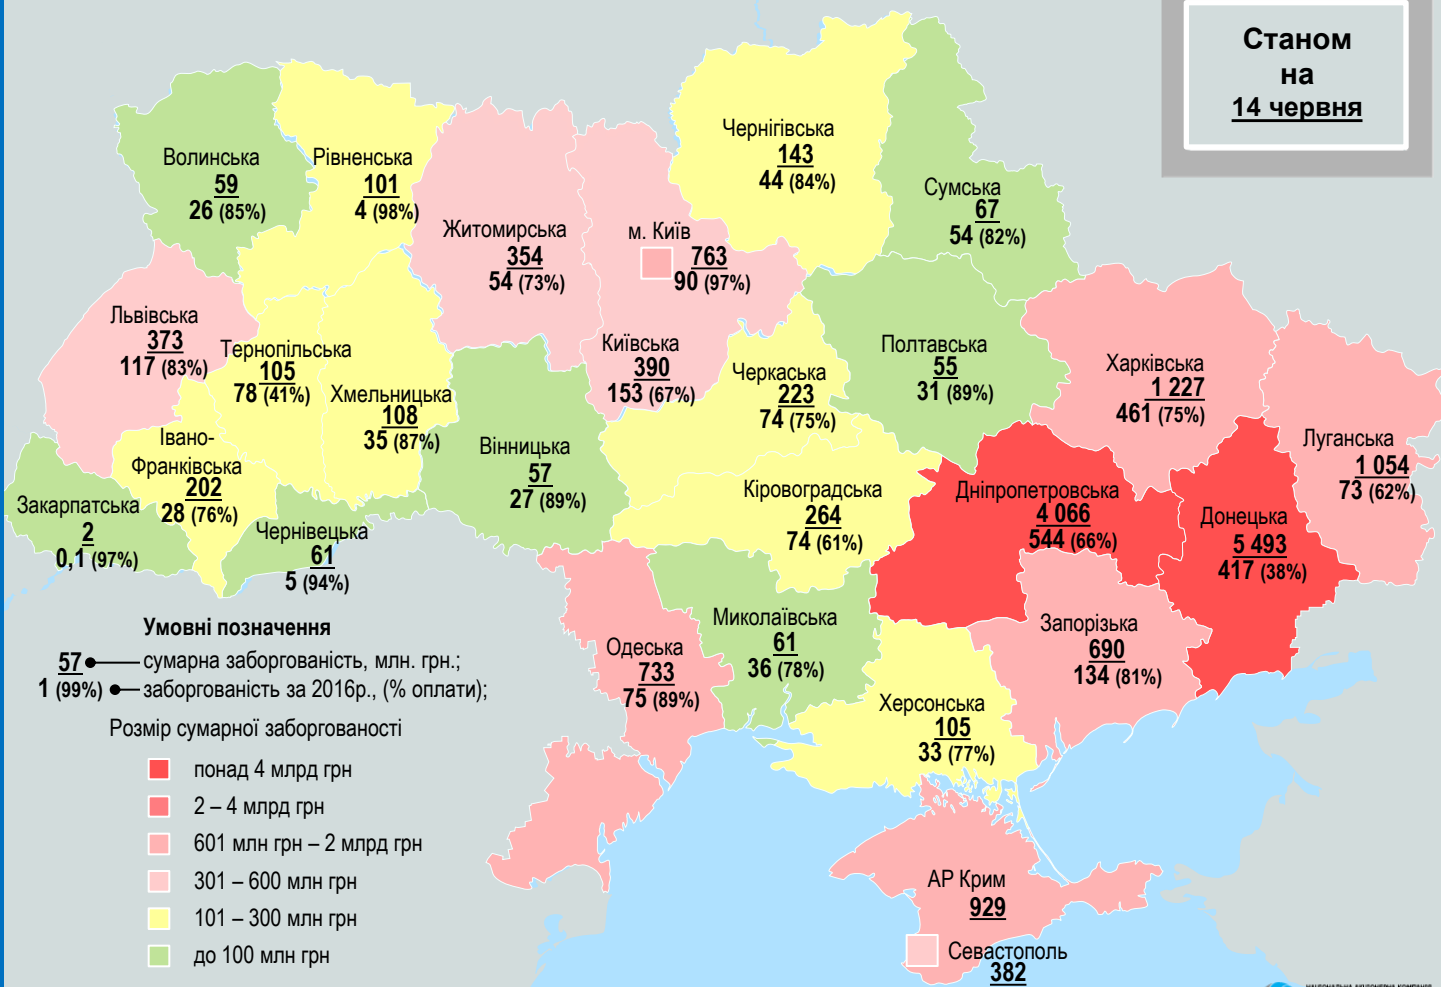 Станом
на
14 червня
Волинська
59
26 (85%)
Рівненська
101
4 (98%)
Житомирська
354
54 (73%)
м. Київ
763
90 (97%)
Чернігівська
143
44 (84%)
Сумська
67
54 (82%)
Львівська
373
117 (83%)
Тернопільська
105
78 (41%)
Хмельницька
108
35 (87%)
Київська
390
153 (67%)
Черкаська
223
74 (75%)
Полтавська
55
31 (89%)
Харківська
1 227
461 (75%)
Луганська
1 054
73 (62%)
Івано-
Франківська
202
28 (76%)
Вінницька
57
27 (89%)
Закарпатська
2
0,1 (97%)
Чернівецька
61
5 (94%)
Кіровоградська
264
74 (61%)
Дніпропетровська
4 066
544 (66%)
Донецька
5 493
417 (38%)
Одеська
733
75 (89%)
Миколаївська
61
36 (78%)
Запорізька
690
134 (81%)
Херсонська
105
33 (77%)
АР Крим
929
Севастополь
382
Умовні позначення
57 сумарна заборгованість, млн. грн.;
1 (99%) заборгованість за 2016р., (% оплати);
Розмір сумарної заборгованості
понад 4 млрд грн
2 – 4 млрд грн
601 млн грн – 2 млрд грн
301 – 600 млн грн
101 – 300 млн грн
до 100 млн грн